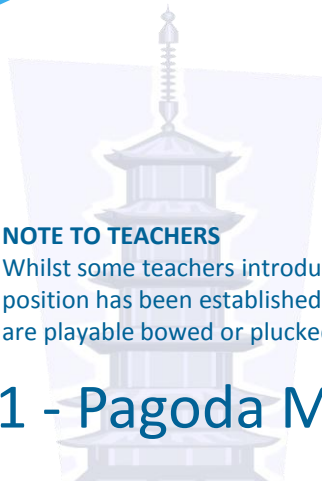 NOTE TO TEACHERS
Whilst some teachers introdu
position has been established
are playable bowed or plucke
1 - Pagoda M